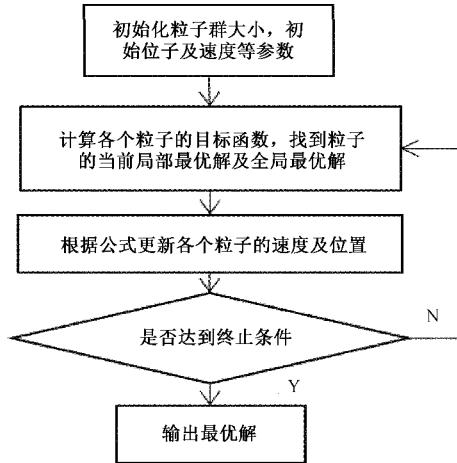 初始化粒子群大小，初
始位子及速度等参数
计算各个粒子的目标函数，找到粒子
的当前局部最优解及全局最优解
根据公式更新各个粒子的速度及位置
是否达到终止条件
N
Y
输出最优解